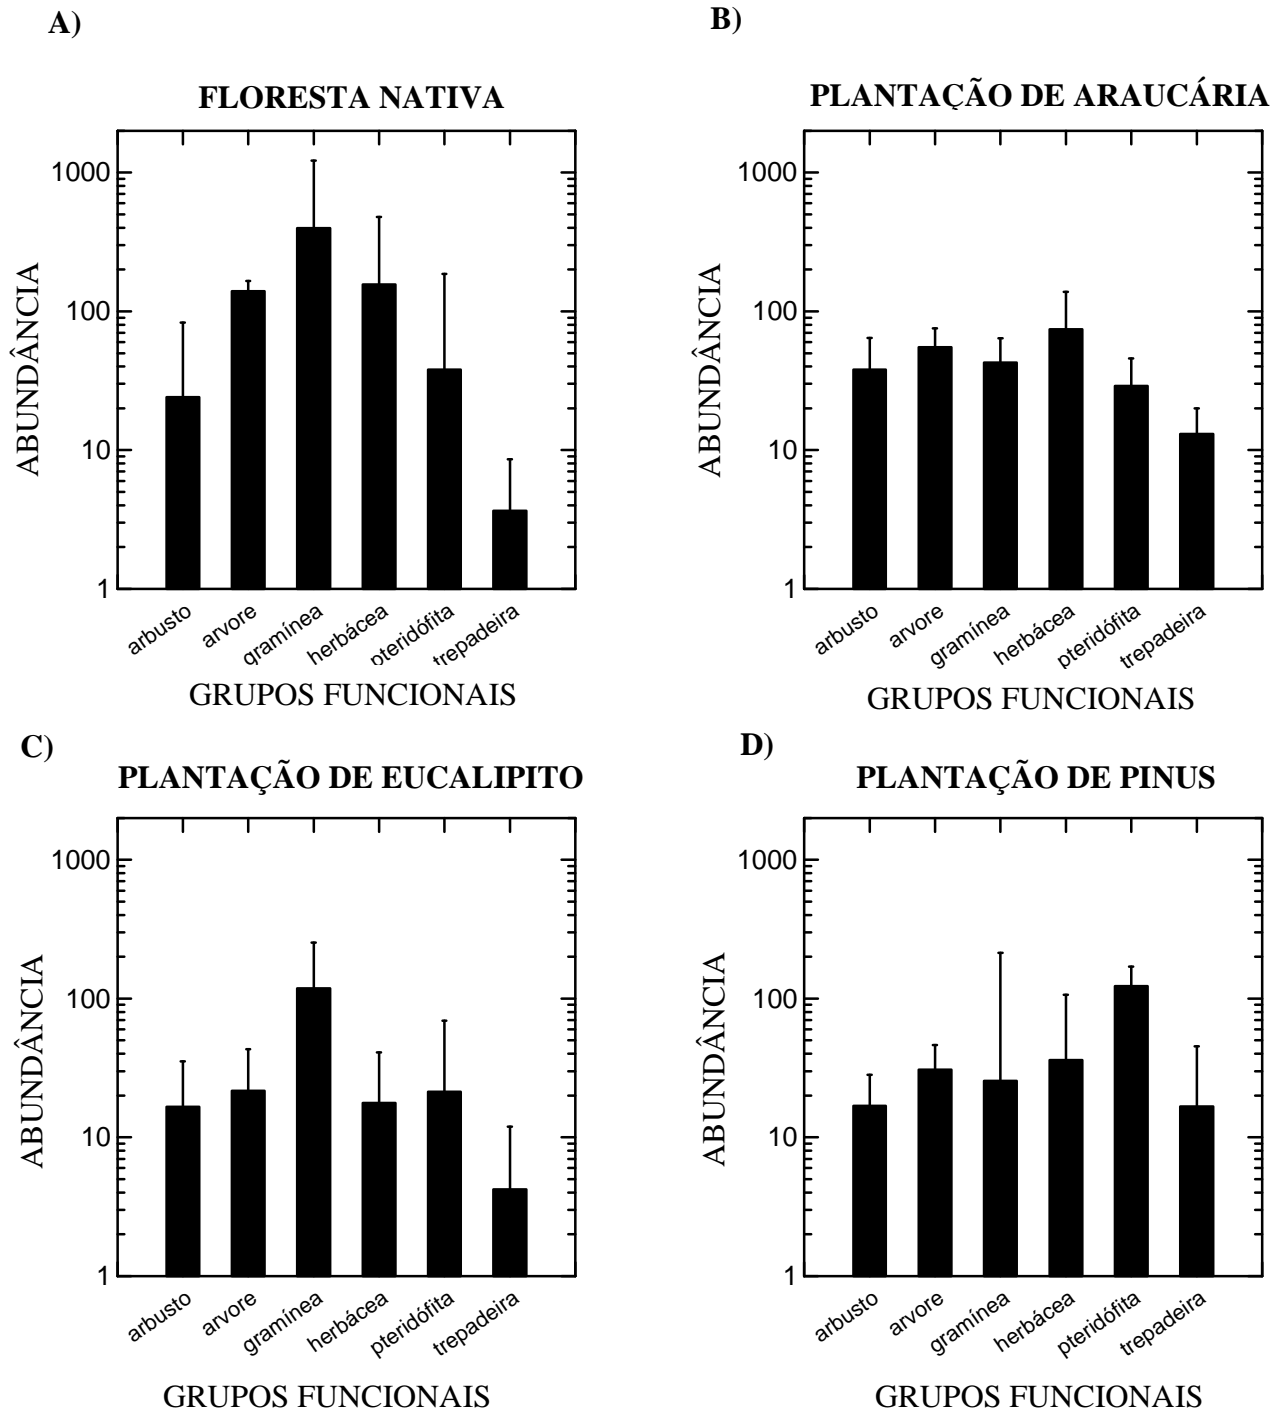 A)
FLORESTA NATIVA
1000
100
10
1
ABUNDÂNCIA
arbusto
arvore
gramínea
herbácea
pteridófita
trepadeira
GRUPOS FUNCIONAIS
B)
PLANTAÇÃO DE ARAUCÁRIA
1000
100
10
1
ABUNDÂNCIA
arbusto
arvore
gramínea
herbácea
pteridófita
trepadeira
GRUPOS FUNCIONAIS
C)
PLANTAÇÃO DE EUCALIPITO
1000
100
10
1
ABUNDÂNCIA
arbusto
arvore
gramínea
herbácea
pteridófita
trepadeira
GRUPOS FUNCIONAIS
D)
PLANTAÇÃO DE PINUS
1000
100
10
1
ABUNDÂNCIA
arbusto
arvore
gramínea
herbácea
pteridófita
trepadeira
GRUPOS FUNCIONAIS